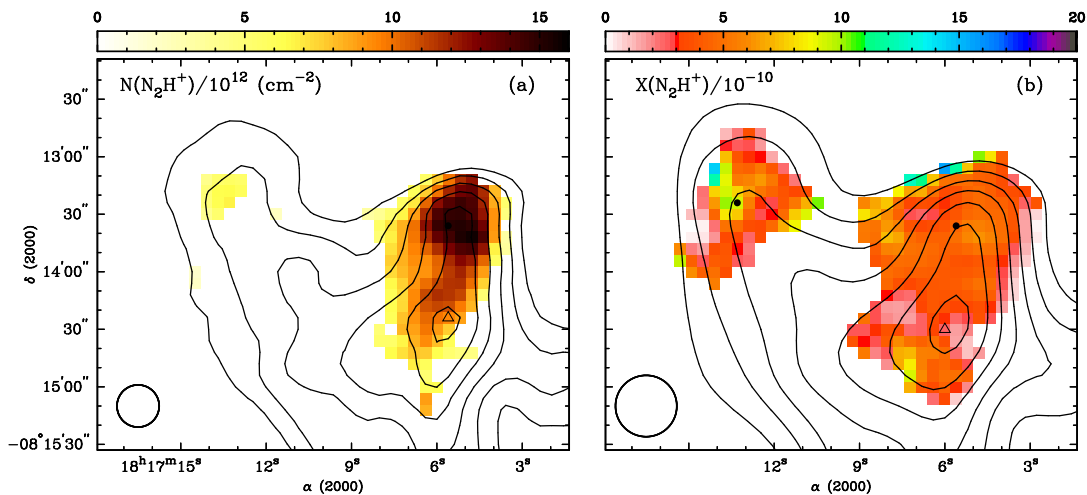 0 5 10 15
0 5 10 15 20
N(N₂H⁺)/10¹² (cm⁻²) (a)
X(N₂H⁺)/10⁻¹⁰ (b)
30″
13′00″
30″
14′00″
30″
15′00″
−08°15′30″
δ (2000)
18ʰ17ᵐ15ˢ 12ˢ 9ˢ 6ˢ 3ˢ
12ˢ 9ˢ 6ˢ 3ˢ
α (2000)
α (2000)